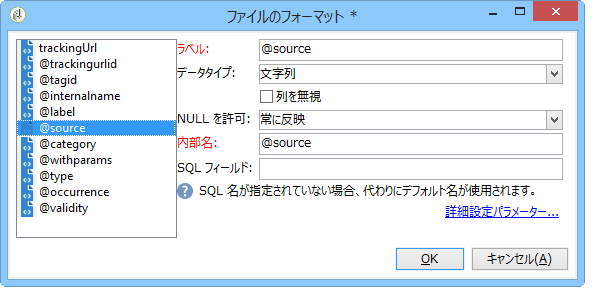 ファイルのフォーマット *
trackingUrl
@trackingurlid
@tagid
@internalname
@label
@source
@category
@withparams
@type
@occurrence
@validity
ラベル: @source
データタイプ: 文字列
列を無視
NULL を許可: 常に反映
内部名: @source
SQL フィールド:
SQL 名が指定されていない場合、代わりにデフォルト名が使用されます。
詳細設定パラメーター...
OK キャンセル(A)